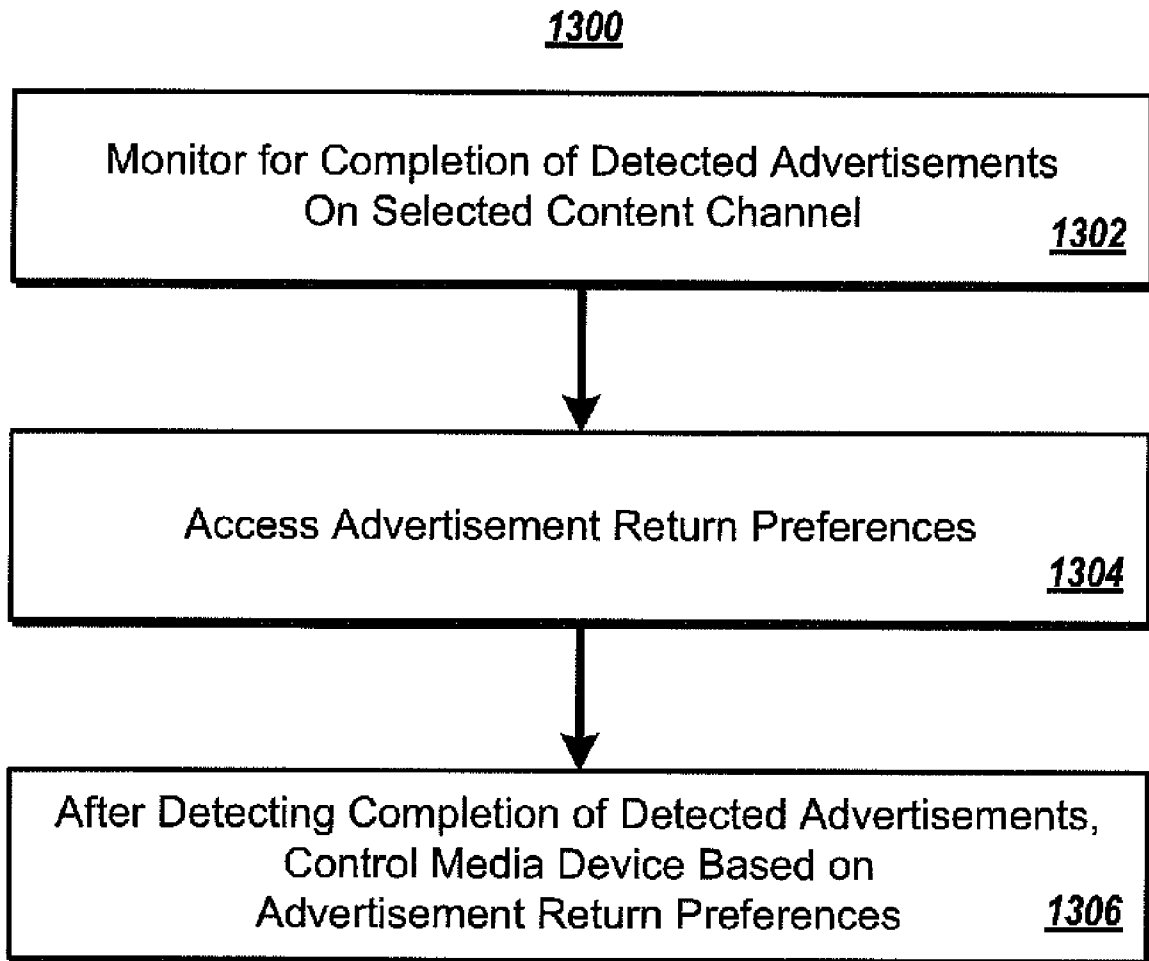 1300
Monitor for Completion of Detected Advertisements
On Selected Content Channel
1302
Access Advertisement Return Preferences
1304
After Detecting Completion of Detected Advertisements,
Control Media Device Based on
Advertisement Return Preferences
1306